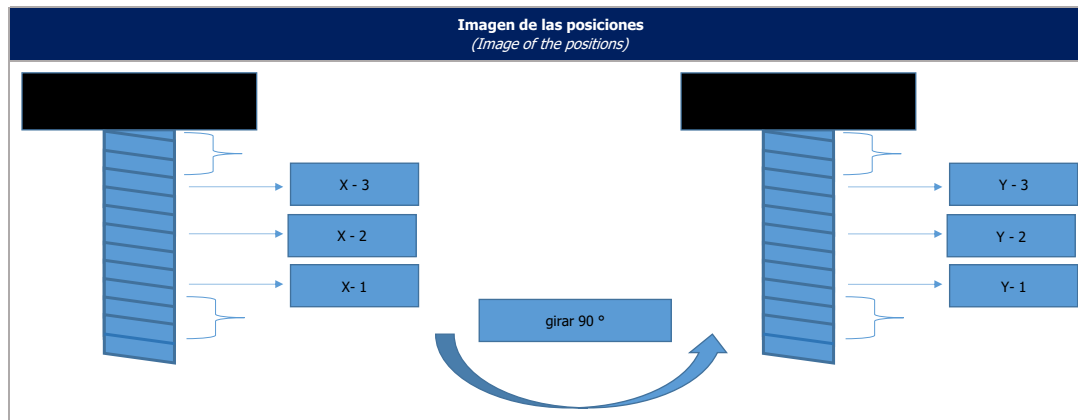 Imagen de las posiciones
(Image of the positions)
X - 3
X - 2
X- 1
girar 90 °
Y - 3
Y - 2
Y- 1